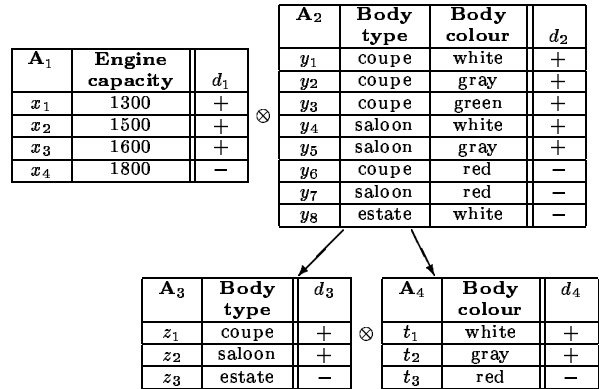 A₁ Engine capacity d₁
x₁ 1300 +
x₂ 1500 +
x₃ 1600 +
x₄ 1800 −
⊗
A₂ Body type Body colour d₂
y₁ coupe white +
y₂ coupe gray +
y₃ coupe green +
y₄ saloon white +
y₅ saloon gray +
y₆ coupe red −
y₇ saloon red −
y₈ estate white −
A₃ Body type d₃
z₁ coupe +
z₂ saloon +
z₃ estate −
⊗
A₄ Body colour d₄
t₁ white +
t₂ gray +
t₃ red −